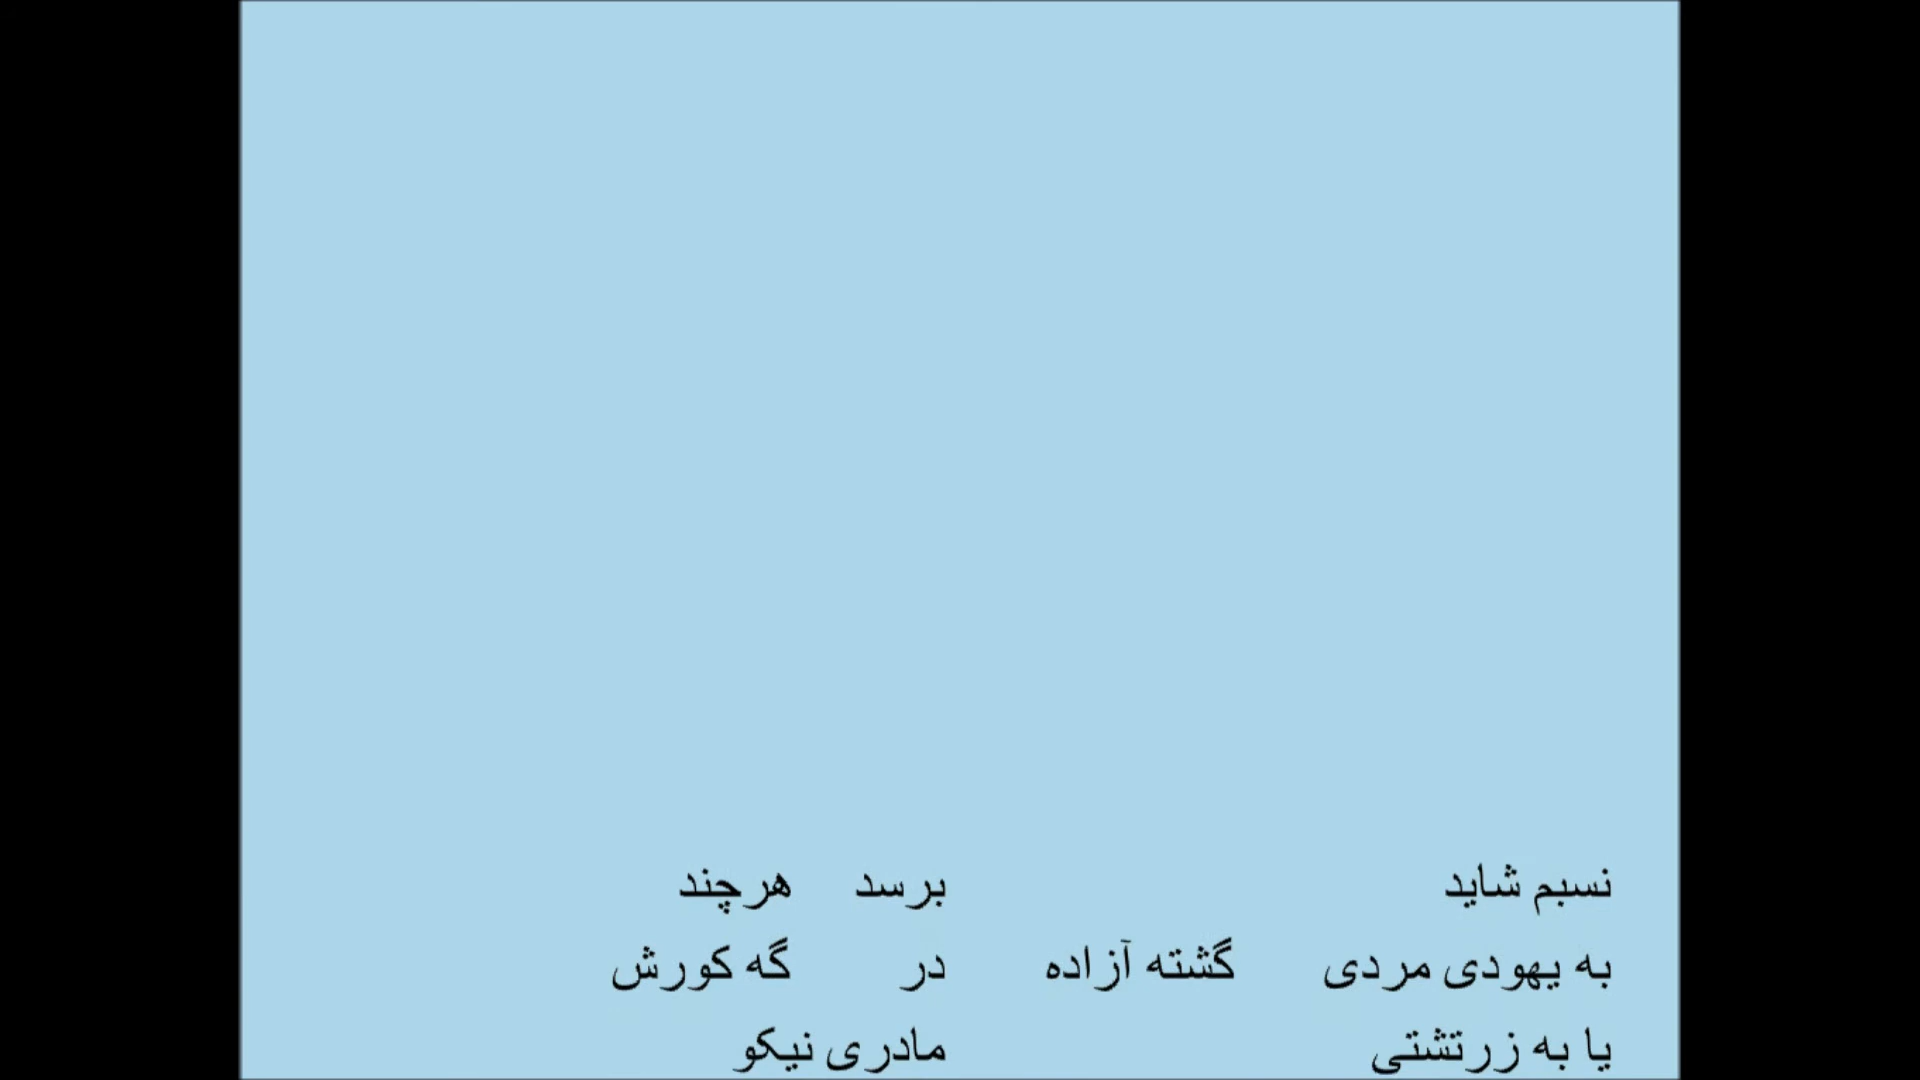 نسبم شاید برسد هرچند
به یهودی مردی گشته آزاده در گه کورش
یا به زرتشتی مادری نیکو